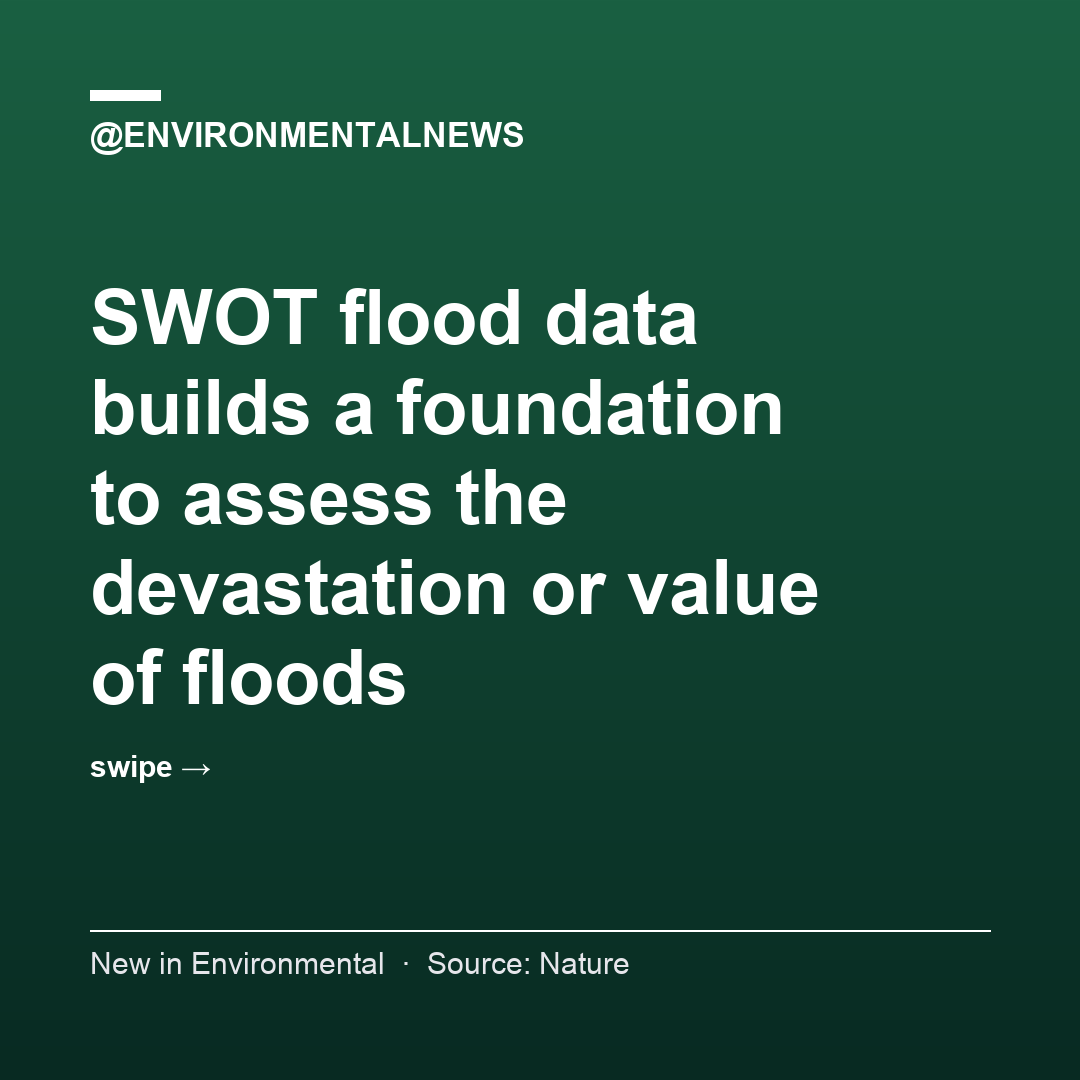 @ENVIRONMENTALNEWS
SWOT flood data
builds a foundation
to assess the
devastation or value
of floods
swipe →
New in Environmental · Source: Nature